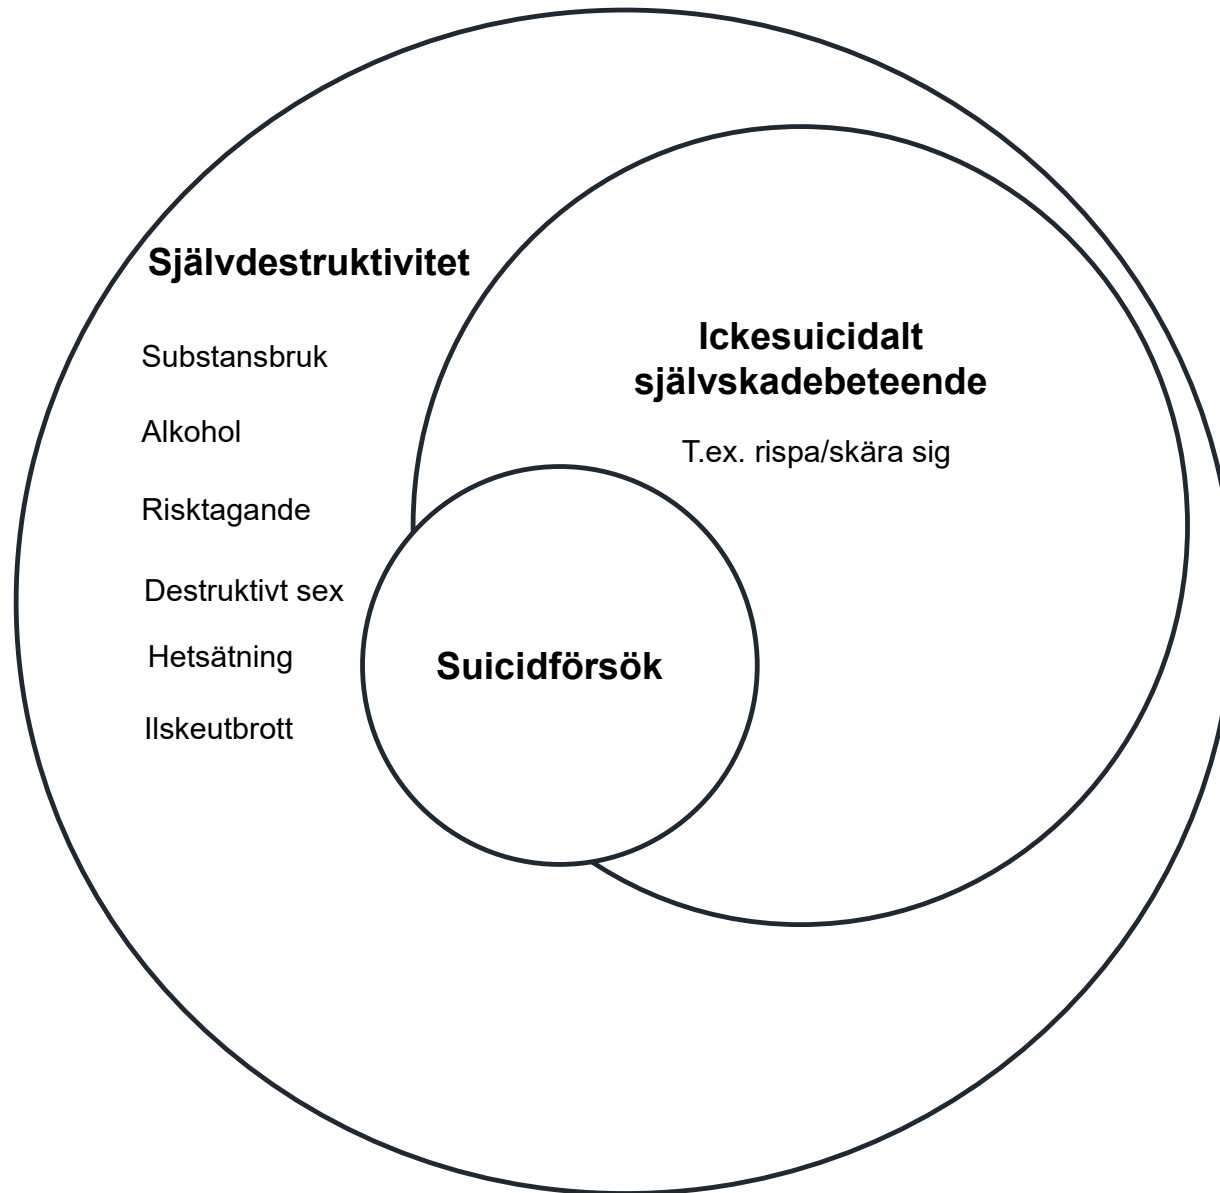 Självdestruktivitet
Substansbruk
Alkohol
Risktagande
Destruktivt sex
Hetsätning
Ilskeutbrott
Ickesuicidalt
självskadebeteende
T.ex. rispa/skära sig
Suicidförsök